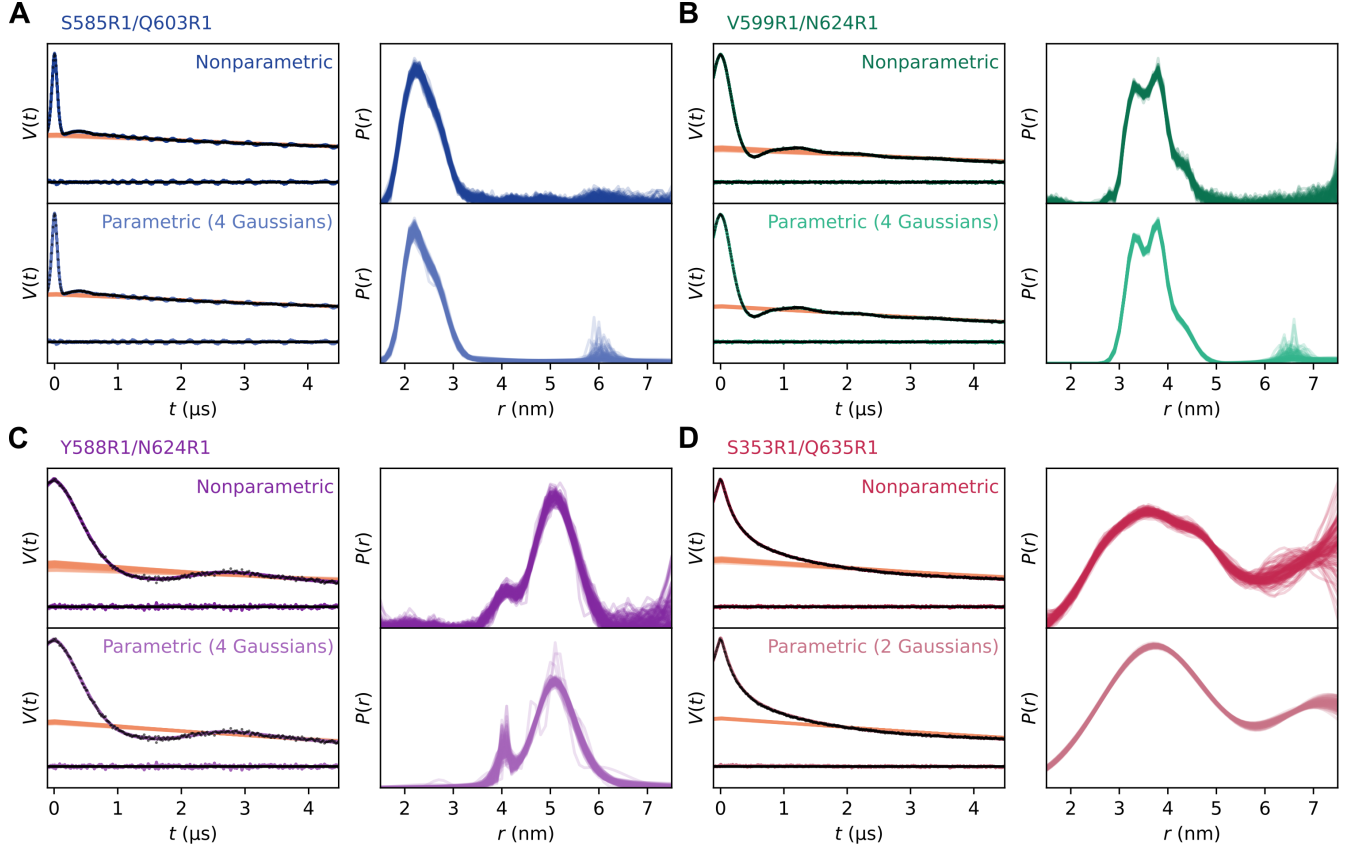 A
S585R1/Q603R1
Nonparametric
V(t)
P(r)
Parametric (4 Gaussians)
V(t)
P(r)
0 1 2 3 4
t (µs)
2 3 4 5 6 7
r (nm)
B
V599R1/N624R1
Nonparametric
V(t)
P(r)
Parametric (4 Gaussians)
V(t)
P(r)
0 1 2 3 4
t (µs)
2 3 4 5 6 7
r (nm)
C
Y588R1/N624R1
Nonparametric
V(t)
P(r)
Parametric (4 Gaussians)
V(t)
P(r)
0 1 2 3 4
t (µs)
2 3 4 5 6 7
r (nm)
D
S353R1/Q635R1
Nonparametric
V(t)
P(r)
Parametric (2 Gaussians)
V(t)
P(r)
0 1 2 3 4
t (µs)
2 3 4 5 6 7
r (nm)